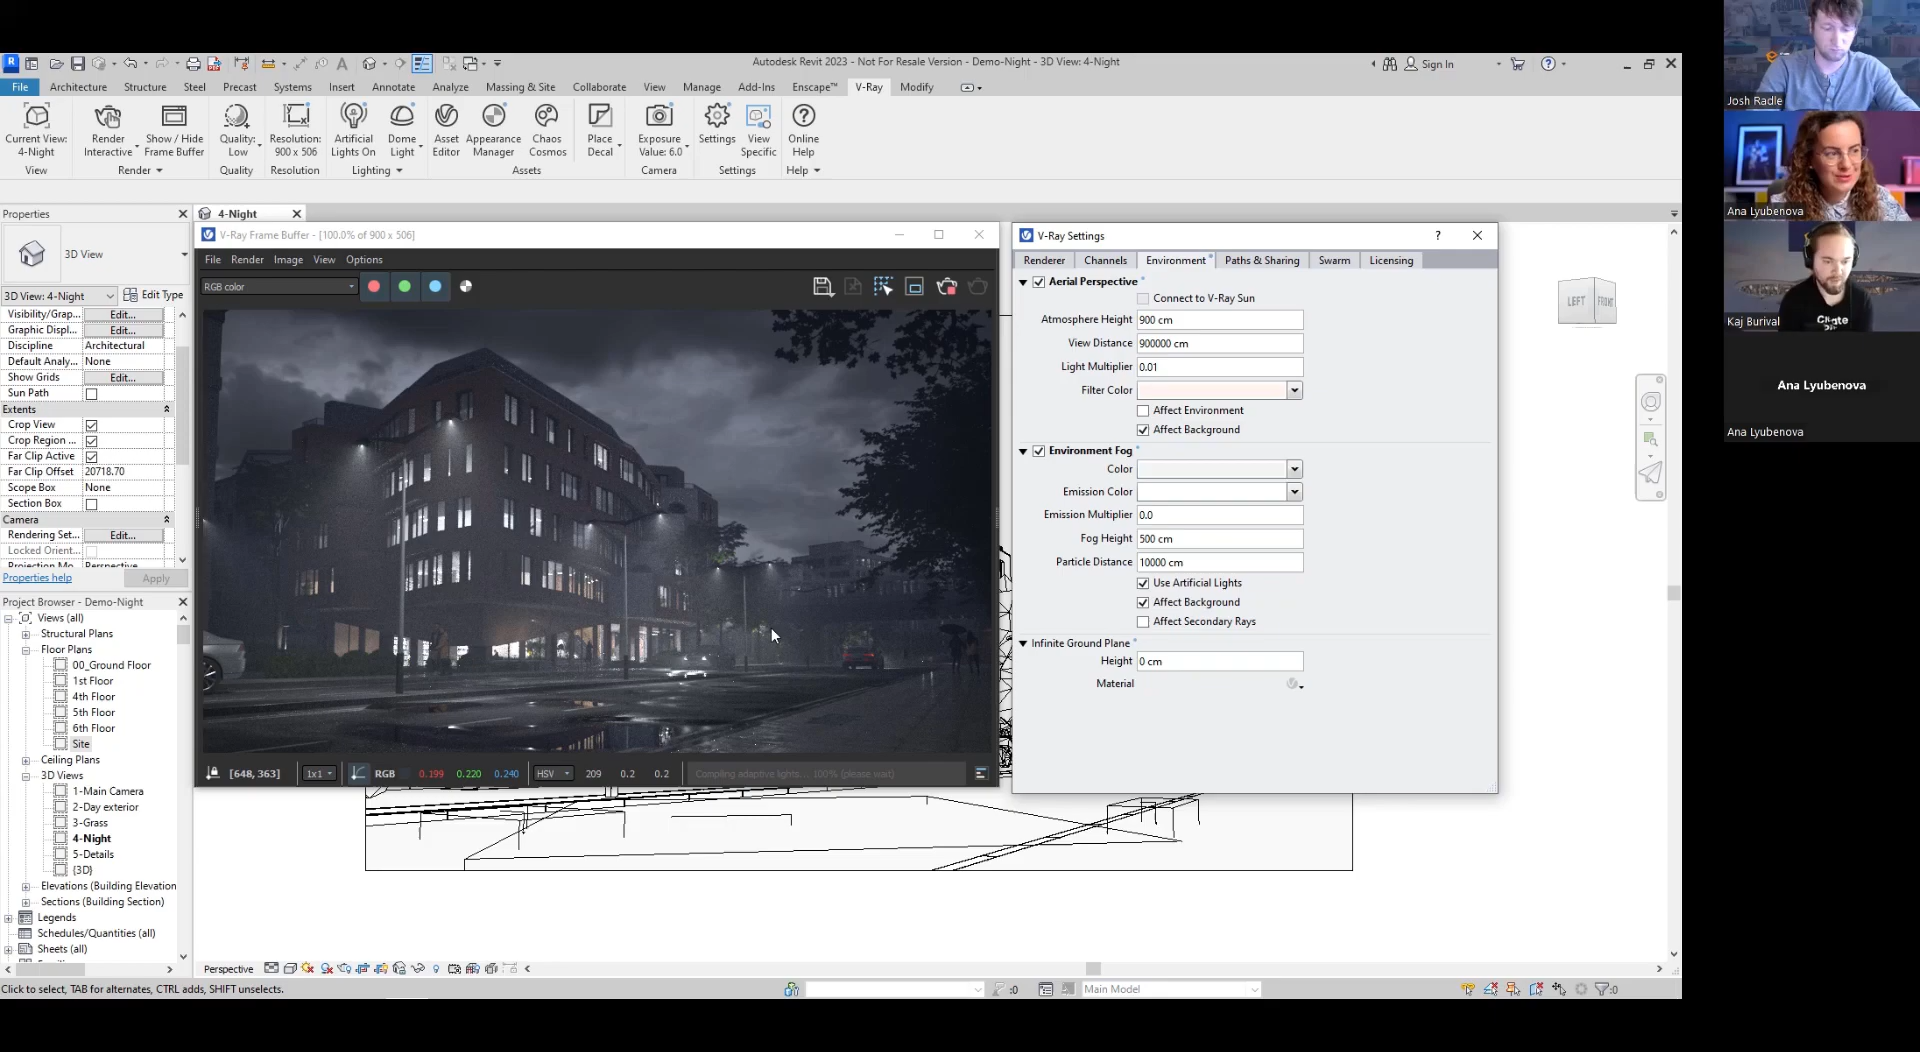 Autodesk Revit 2023 - Not For Resale Version - Demo-Night - 3D View: 4-Night
Sign In
File Architecture Structure Steel Precast Systems Insert Annotate Analyze Massing & Site Collaborate View Manage Add-Ins Enscape™ V-Ray Modify
Current View: 4-Night
Render Interactive
Show / Hide Frame Buffer
Quality: Low
Resolution: 900 x 506
Artificial Lights On
Dome Light
Asset Editor
Appearance Manager
Chaos Cosmos
Place Decal
Exposure Value: 6.0
Settings
View Specific
Online Help
View Render Quality Resolution Lighting Assets Camera Settings Help
Properties
3D View
3D View: 4-Night
Edit Type
Visibility/Grap... Edit...
Graphic Displ... Edit...
Discipline Architectural
Default Analy... None
Show Grids Edit...
Sun Path
Extents
Crop View
Crop Region ...
Far Clip Active
Far Clip Offset 20718.70
Scope Box None
Section Box
Camera
Rendering Set... Edit...
Locked Orient...
Projection Mo... Perspective
Properties help
Apply
Project Browser - Demo-Night
Views (all)
Structural Plans
Floor Plans
00_Ground Floor
1st Floor
4th Floor
5th Floor
6th Floor
Site
Ceiling Plans
3D Views
1-Main Camera
2-Day exterior
3-Grass
4-Night
5-Details
{3D}
Elevations (Building Elevation
Sections (Building Section)
Legends
Schedules/Quantities (all)
Sheets (all)
4-Night
V-Ray Frame Buffer - [100.0% of 900 x 506]
File Render Image View Options
RGB color
[648, 363]
1x1
RGB 0.199 0.220 0.240
HSV 209 0.2 0.2
Compiling adaptive lights... 100% (please wait)
V-Ray Settings
?
Renderer Channels Environment Paths & Sharing Swarm Licensing
Aerial Perspective
Connect to V-Ray Sun
Atmosphere Height 900 cm
View Distance 900000 cm
Light Multiplier 0.01
Filter Color
Affect Environment
Affect Background
Environment Fog
Color
Emission Color
Emission Multiplier 0.0
Fog Height 500 cm
Particle Distance 10000 cm
Use Artificial Lights
Affect Background
Affect Secondary Rays
Infinite Ground Plane
Height 0 cm
Material
LEFT
FRONT
Perspective
Click to select, TAB for alternates, CTRL adds, SHIFT unselects.
:0
Main Model
:0
Josh Radle
Ana Lyubenova
Kaj Burival
Ana Lyubenova
Ana Lyubenova